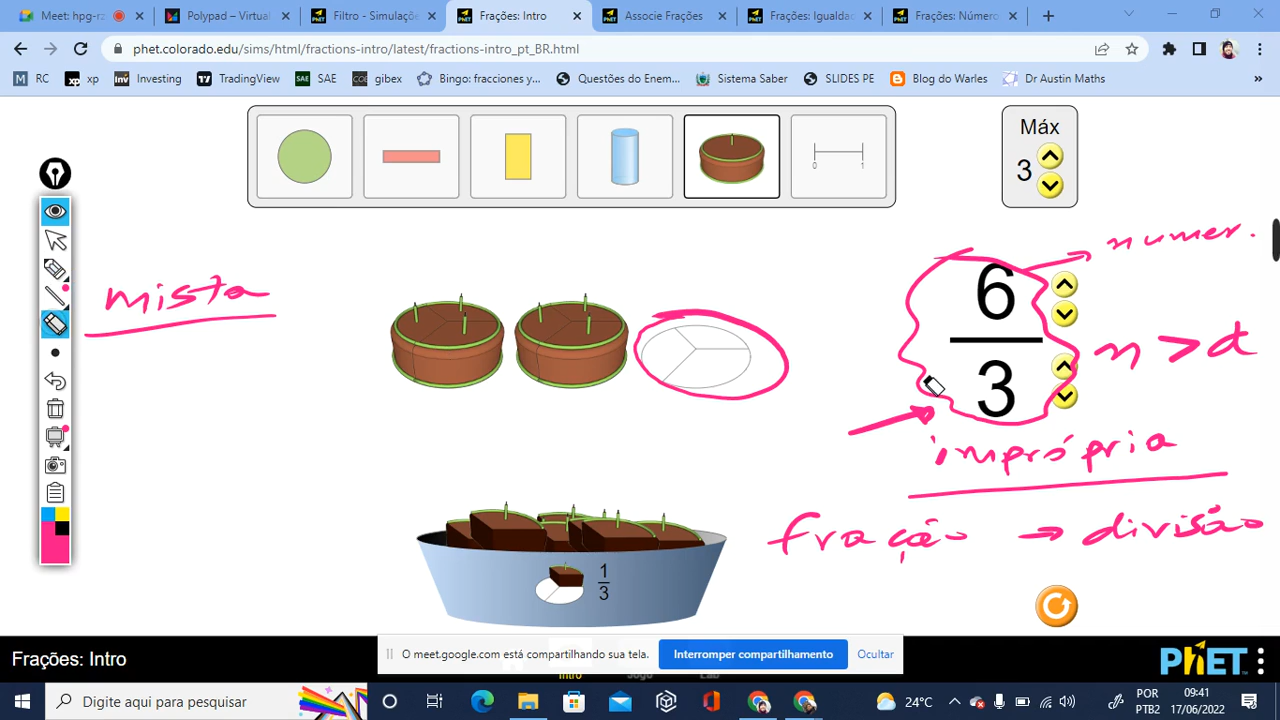 Meet: hpg-rz
Polypad – Virtual
Filtro - Simulaçõe
Frações: Intro
Associe Frações
Frações: Igualdad
Frações: Número
phet.colorado.edu/sims/html/fractions-intro/latest/fractions-intro_pt_BR.html
RC
xp
Investing
TradingView
SAE
gibex
Bingo: fracciones y...
Questões do Enem...
Sistema Saber
SLIDES PE
Blog do Warles
Dr Austin Maths
»
0 1
Máx
3
numer.
mista
6
3
n > d
imprópria
fração → divisão
1
3
Frações: Intro
O meet.google.com está compartilhando sua tela.
Interromper compartilhamento
Ocultar
Intro
Jogo
Lab
PhET
Digite aqui para pesquisar
24°C
POR
PTB2
09:41
17/06/2022